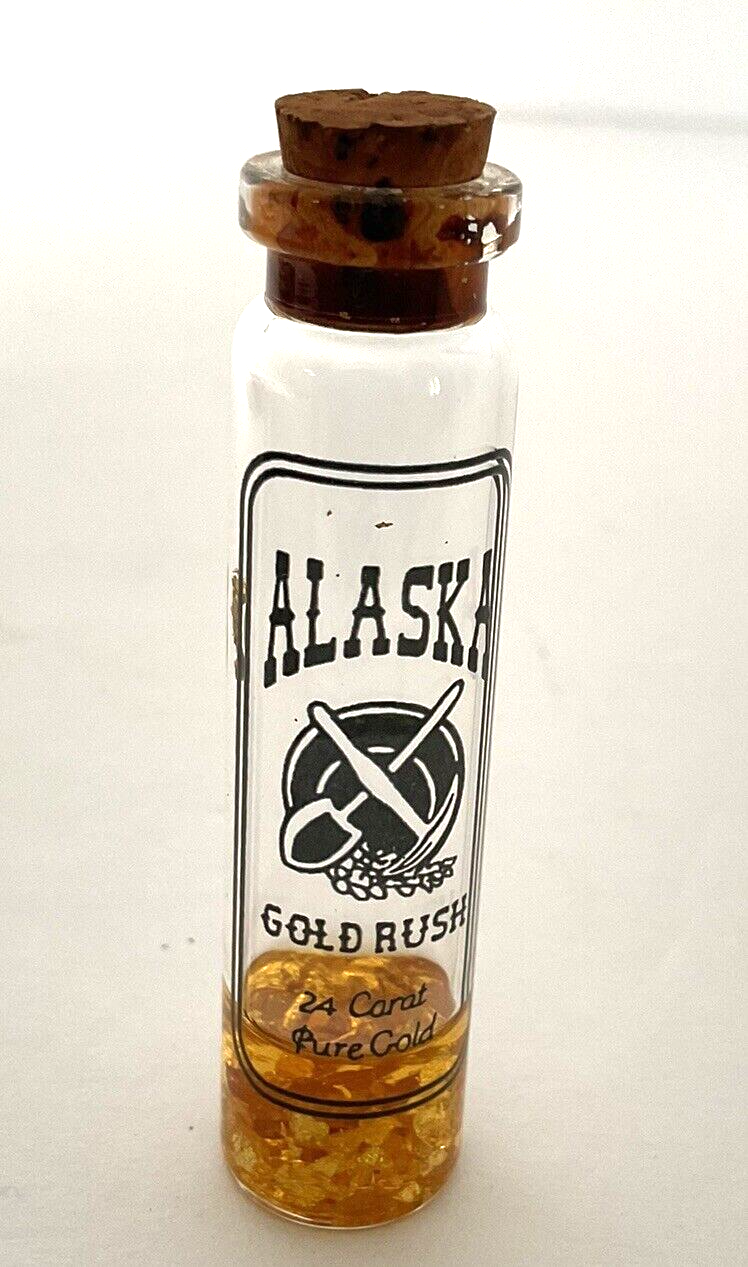 ALASKA
GOLD RUSH
24 Carat
Pure Gold